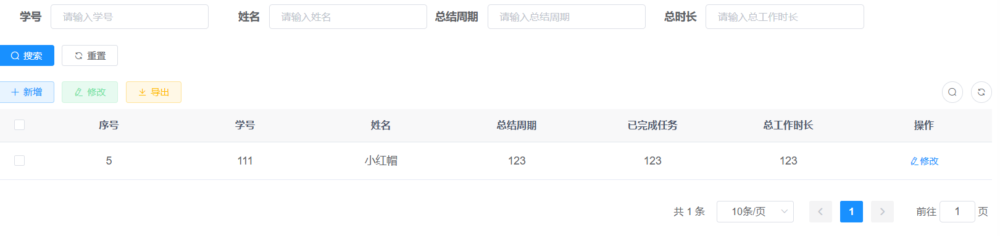 学号 请输入学号 姓名 请输入姓名 总结周期 请输入总结周期 总时长 请输入总工作时长
搜索 重置
新增 修改 导出
序号 学号 姓名 总结周期 已完成任务 总工作时长 操作
5 111 小红帽 123 123 123 修改
共 1 条 10条/页 1 前往 1 页